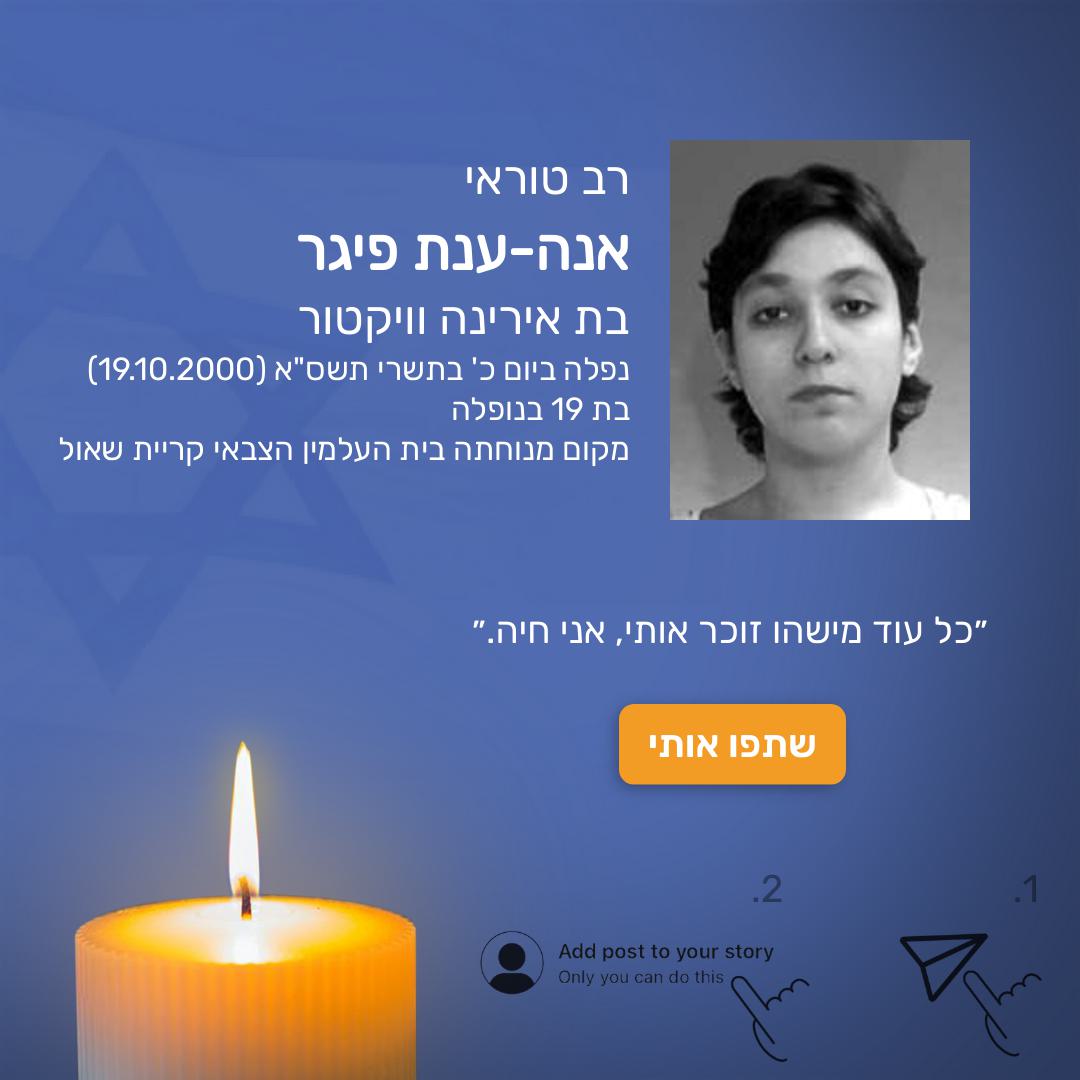 רב טוראי
אנה-ענת פיגר
בת אירינה וויקטור
נפלה ביום כ' בתשרי תשס"א (19.10.2000)
בת 19 בנופלה
מקום מנוחתה בית העלמין הצבאי קריית שאול
״כל עוד מישהו זוכר אותי, אני חיה.״
שתפו אותי
.1
.2
Add post to your story
Only you can do this